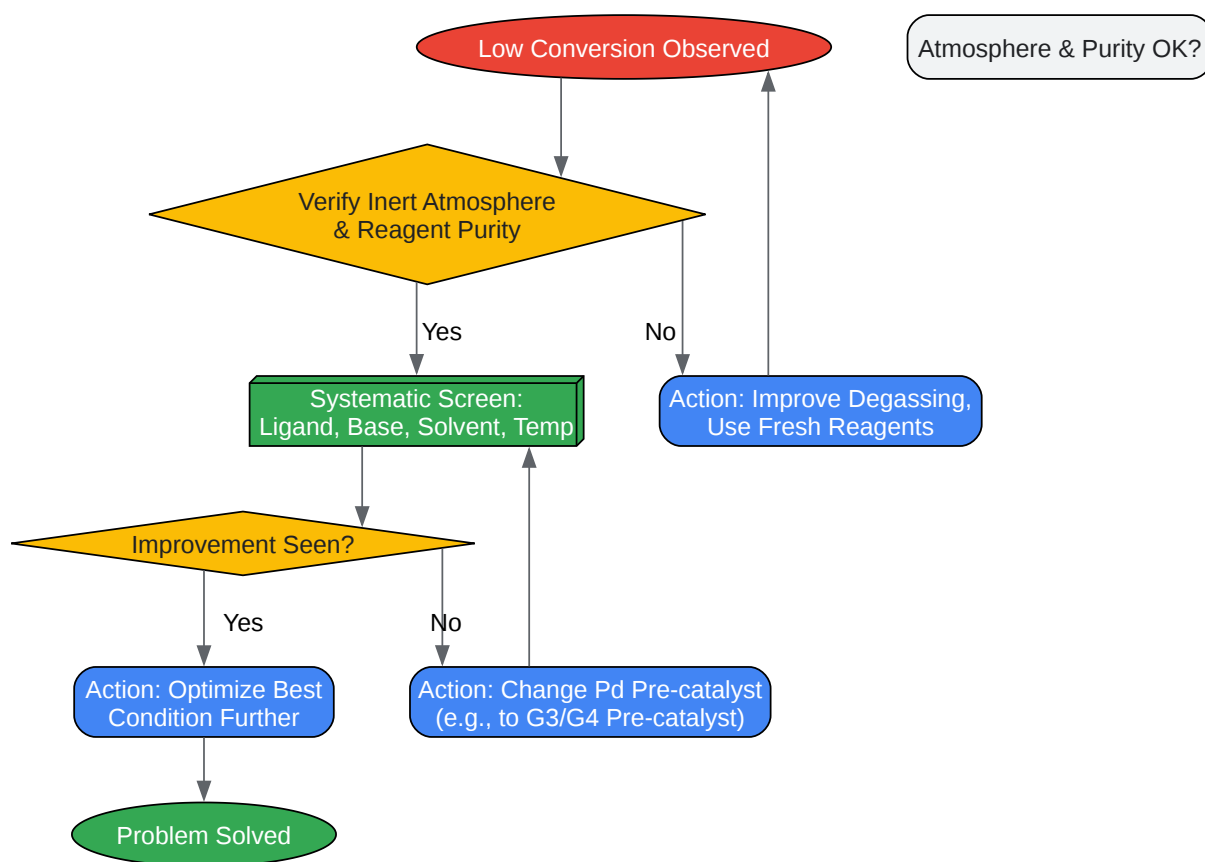 Low Conversion Observed
Atmosphere & Purity OK?
Verify Inert Atmosphere
& Reagent Purity
Yes
No
Systematic Screen:
Ligand, Base, Solvent, Temp
Action: Improve Degassing,
Use Fresh Reagents
Improvement Seen?
Yes
No
Action: Optimize Best
Condition Further
Action: Change Pd Pre-catalyst
(e.g., to G3/G4 Pre-catalyst)
Problem Solved